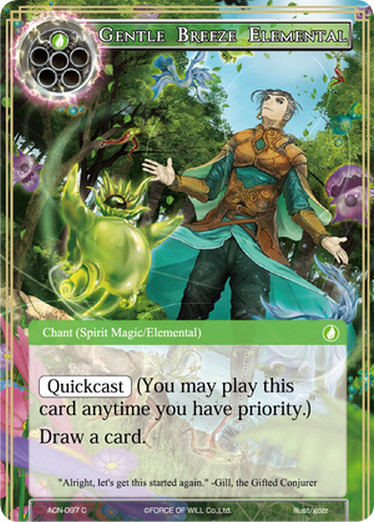 Gentle Breeze Elemental
Chant (Spirit Magic/Elemental)
Quickcast (You may play this
card anytime you have priority.)
Draw a card.
"Alright, let's get this started again." -Gill, the Gifted Conjurer
ACN-097 C ©FORCE OF WILL Co.,Ltd. Illust/gozz